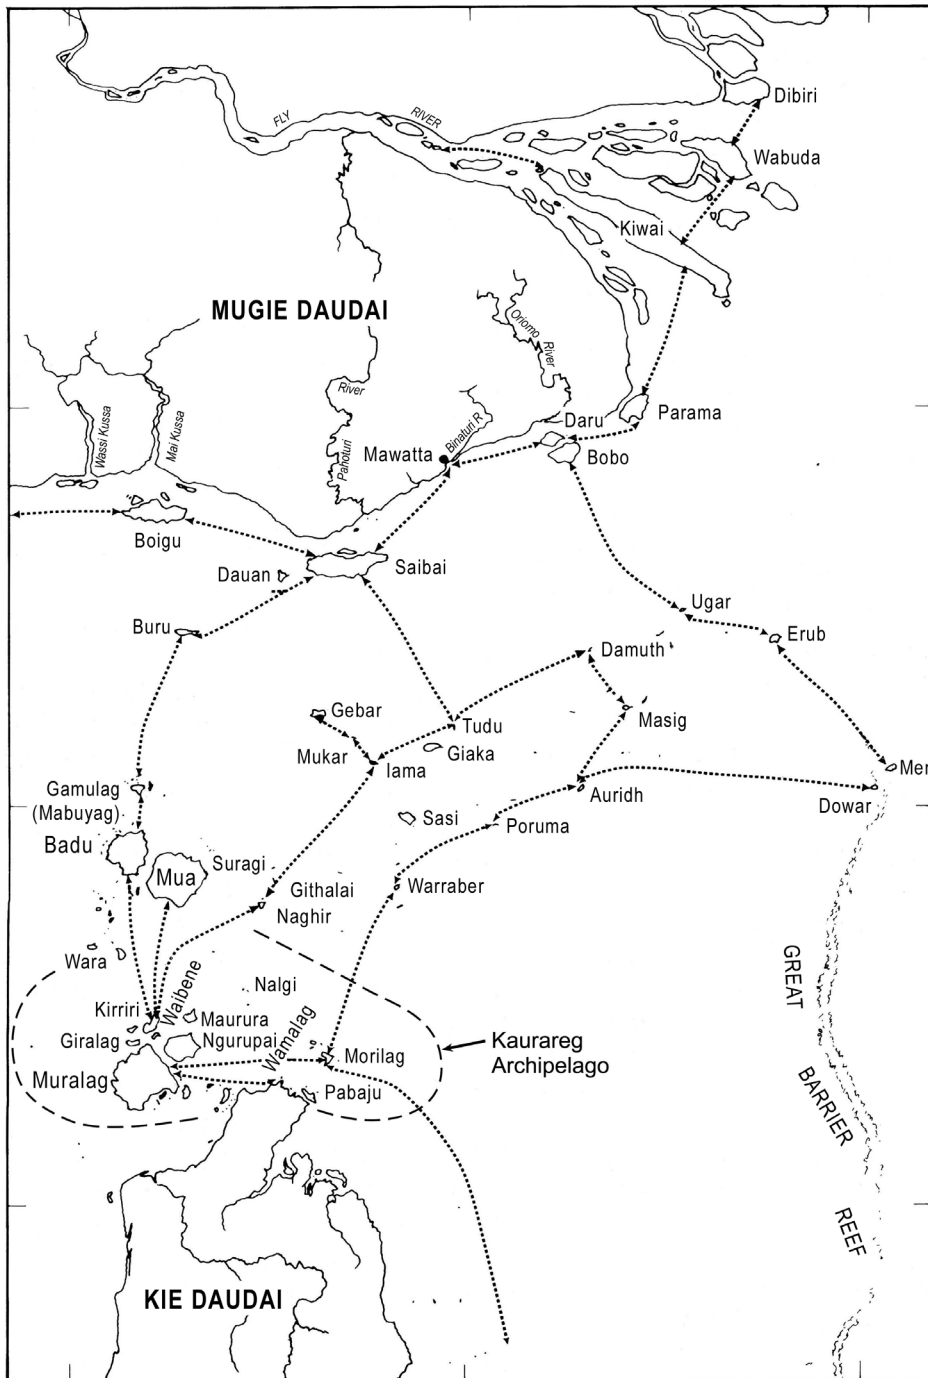 Dibiri
FLY
RIVER
Wabuda
Kiwai
MUGIE DAUDAI
Oriomo
River
River
Parama
Daru
Wassi Kussa
Mai Kussa
Pahoturi
Binaturi R
Mawatta
Bobo
Boigu
Dauan
Saibai
Ugar
Buru
Erub
Damuth
Gebar
Tudu
Masig
Mukar
Giaka
Iama
Mer
Gamulag
(Mabuyag)
Auridh
Dowar
Badu
Sasi
Poruma
Suragi
Mua
Githalai
Warraber
Naghir
Wara
Waibene
Nalgi
GREAT
Kirriri
Maurura
Wamalag
Giralag
Ngurupai
Kaurareg
Archipelago
Morilag
Muralag
Pabaju
BARRIER
REEF
KIE DAUDAI